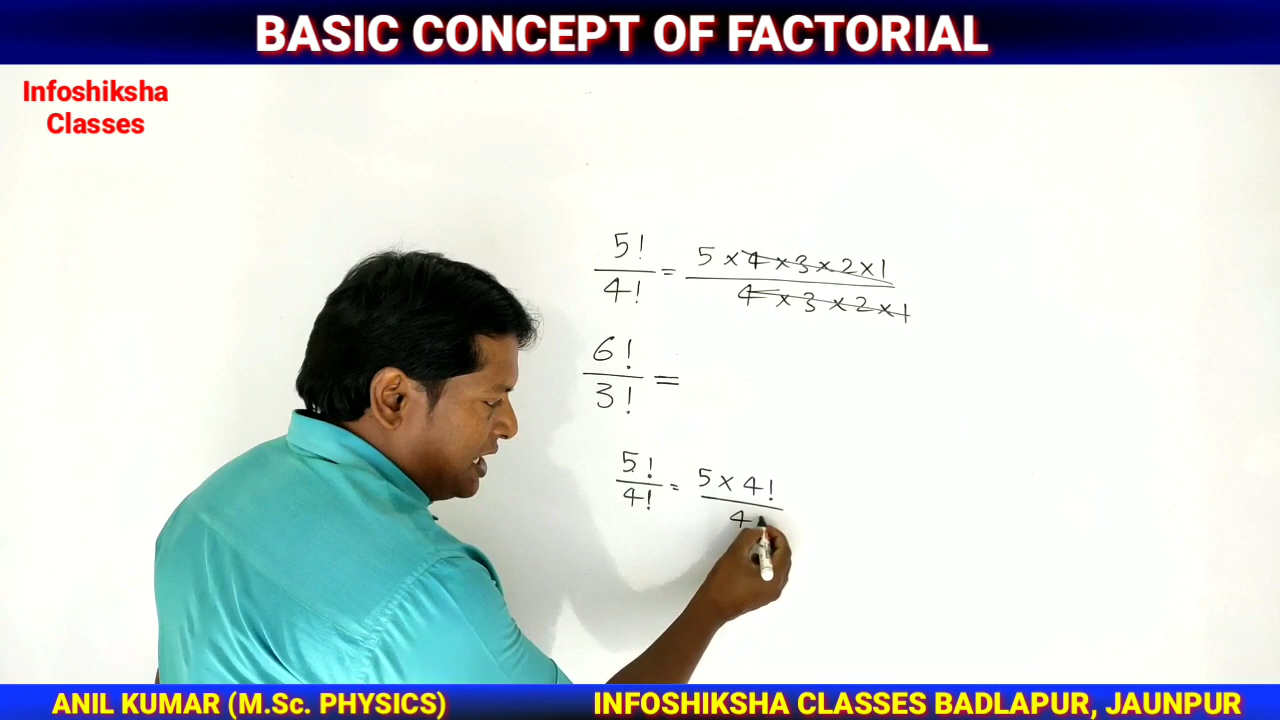 BASIC CONCEPT OF FACTORIAL
Infoshiksha
Classes
5! / 4! = 5 × 4 × 3 × 2 × 1 / 4 × 3 × 2 × 1
6! / 3! =
5! / 4! = 5 × 4! / 4
ANIL KUMAR (M.Sc. PHYSICS)
INFOSHIKSHA CLASSES BADLAPUR, JAUNPUR